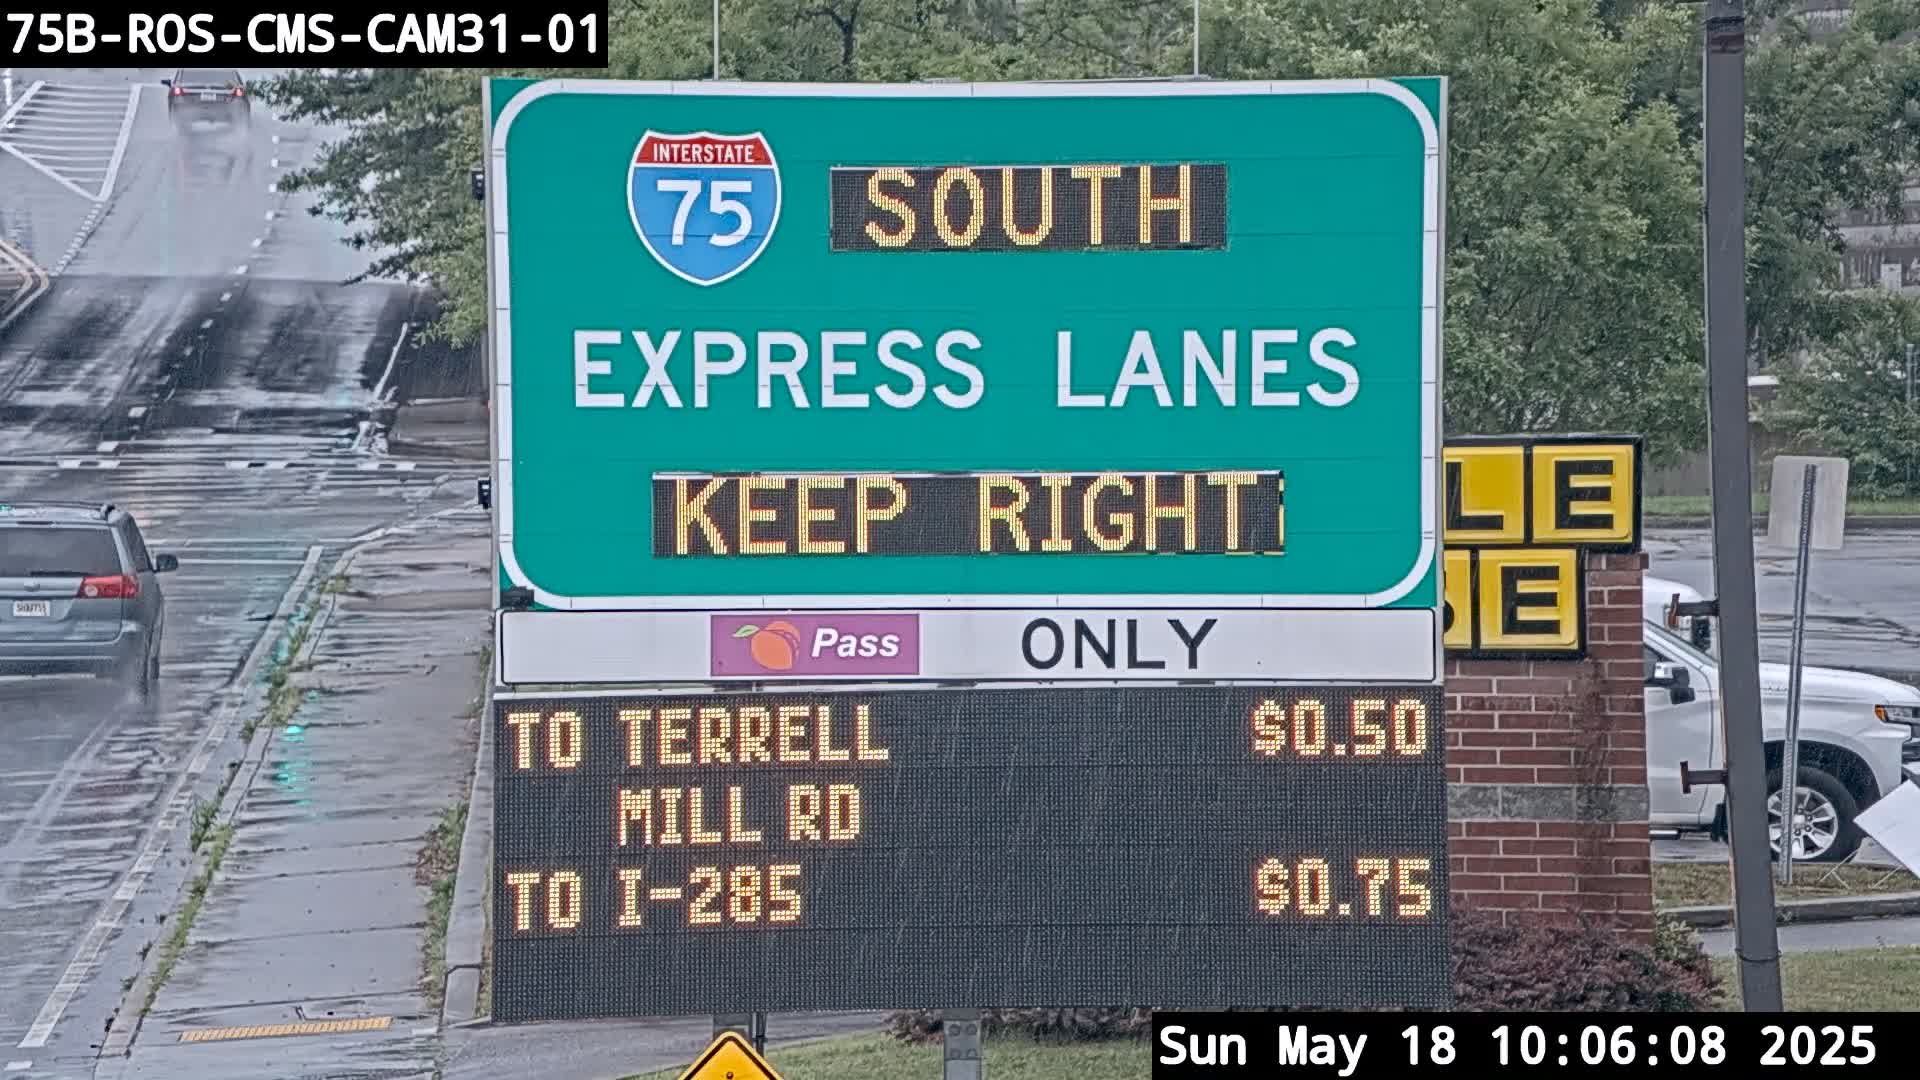 75B-ROS-CMS-CAM31-01
INTERSTATE
75
SOUTH
EXPRESS LANES
KEEP RIGHT
Pass ONLY
TO TERRELL $0.50
MILL RD
TO I-285 $0.75
LE
E
Sun May 18 10:06:08 2025